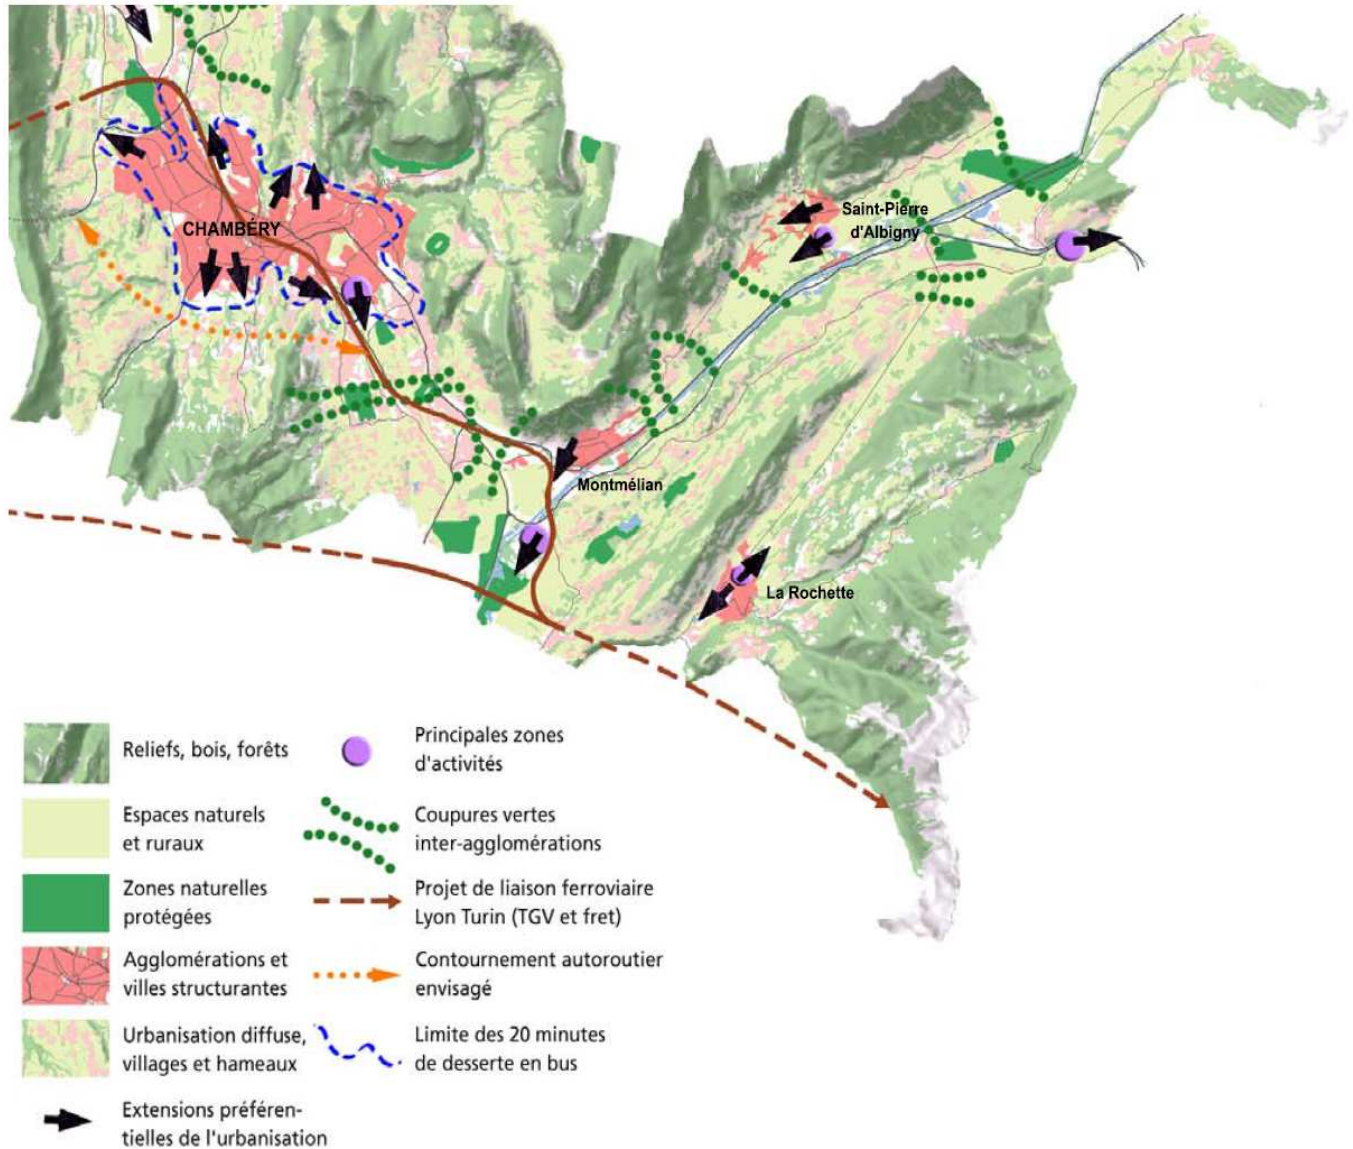 CHAMBÉRY
Saint-Pierre
d'Albigny
Montmélian
La Rochette
Reliefs, bois, forêts
Espaces naturels
et ruraux
Zones naturelles
protégées
Agglomérations et
villes structurantes
Urbanisation diffuse,
villages et hameaux
Extensions préféren-
tielles de l'urbanisation
Principales zones
d'activités
Coupures vertes
inter-agglomérations
Projet de liaison ferroviaire
Lyon Turin (TGV et fret)
Contournement autoroutier
envisagé
Limite des 20 minutes
de desserte en bus